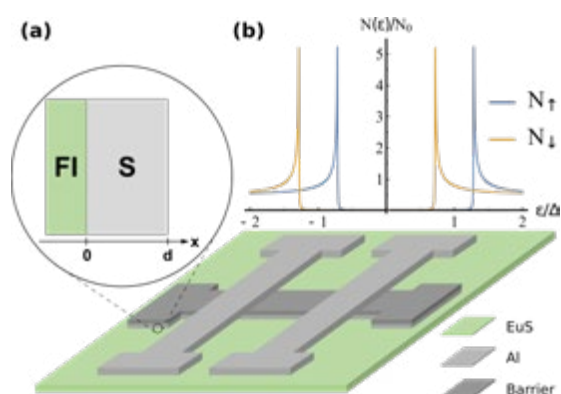 (a)
FI
S
0
d
x
(b)
N(ε)/N₀
5
4
3
2
1
-2
-1
1
2
ε/Δ
N↑
N↓
EuS
Al
Barrier